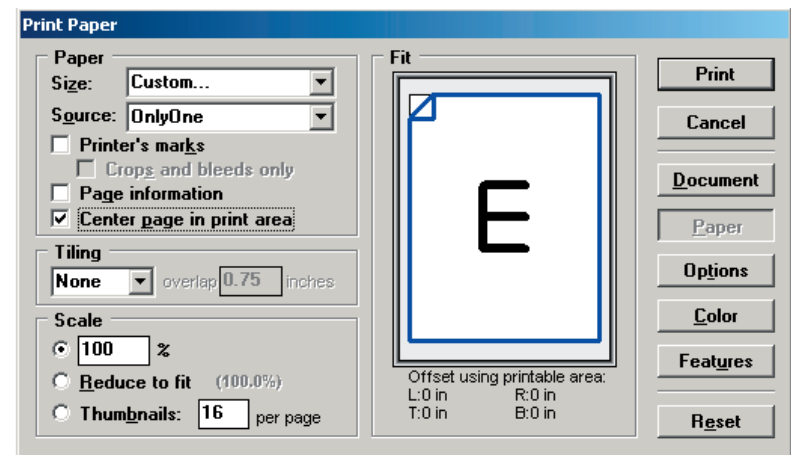 Print Paper
Paper
Size: Custom...
Source: OnlyOne
Printer's marks
Crops and bleeds only
Page information
Center page in print area
Tiling
None overlap 0.75 inches
Scale
100 %
Reduce to fit (100.0%)
Thumbnails: 16 per page
Fit
E
Offset using printable area:
L:0 in R:0 in
T:0 in B:0 in
Print
Cancel
Document
Paper
Options
Color
Features
Reset